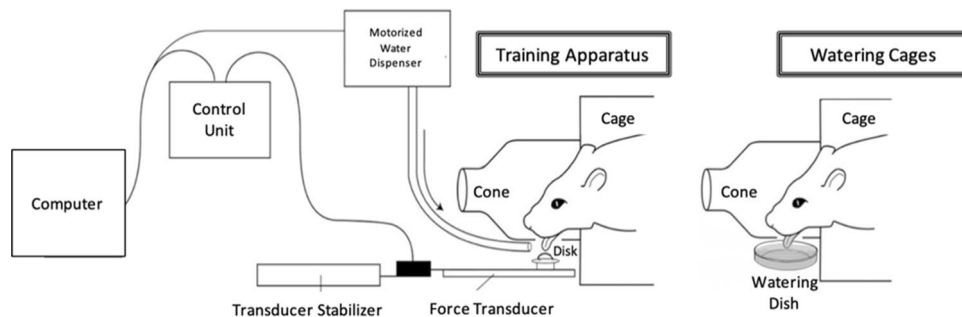 Motorized
Water
Dispenser
Training Apparatus
Watering Cages
Control
Unit
Cage
Cage
Computer
Cone
Cone
Disk
Watering
Dish
Transducer Stabilizer
Force Transducer